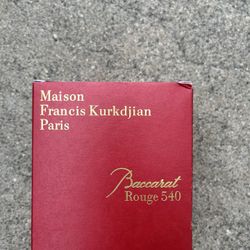 Maison
Francis Kurkdjian
Paris
Baccarat
Rouge 540